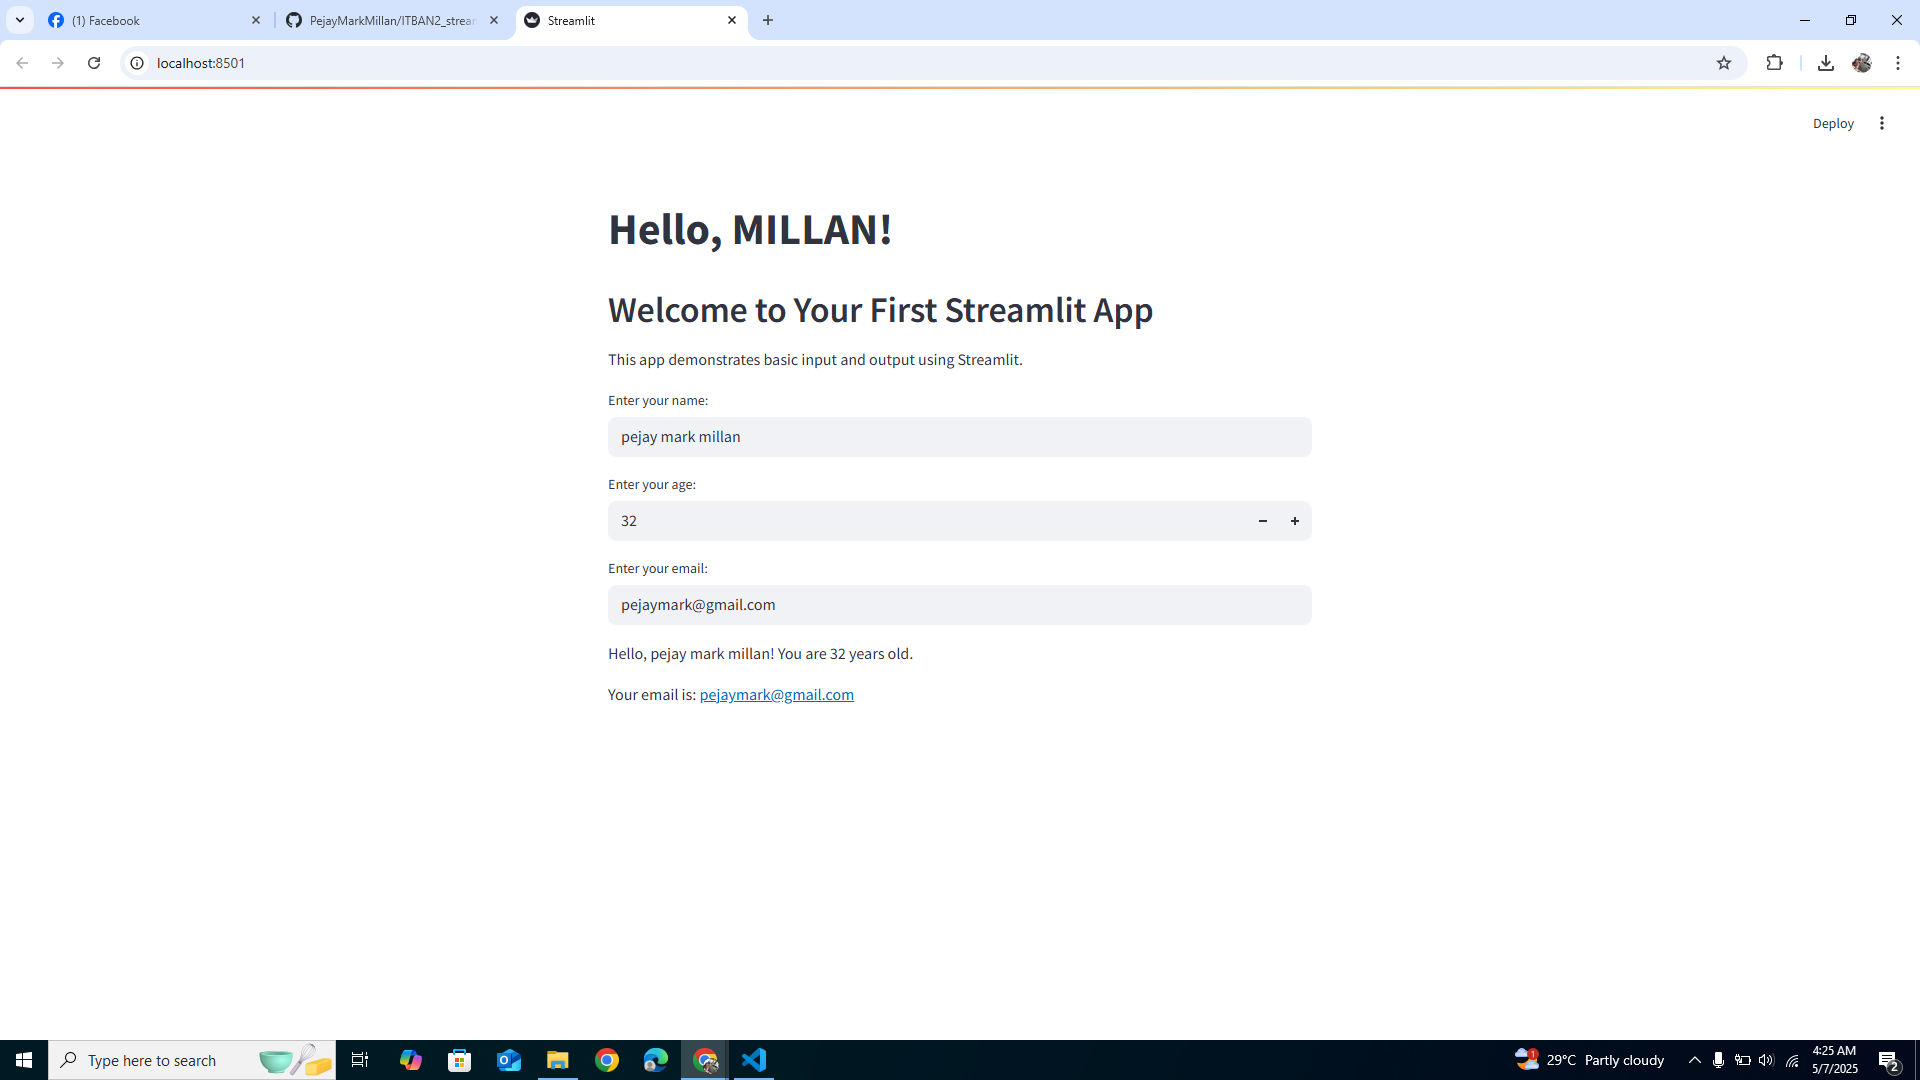 (1) Facebook
PejayMarkMillan/ITBAN2_strear
Streamlit
localhost:8501
Deploy
Hello, MILLAN!
Welcome to Your First Streamlit App
This app demonstrates basic input and output using Streamlit.
Enter your name:
pejay mark millan
Enter your age:
32
Enter your email:
pejaymark@gmail.com
Hello, pejay mark millan! You are 32 years old.
Your email is: pejaymark@gmail.com
Type here to search
1
29°C Partly cloudy
4:25 AM
5/7/2025
2